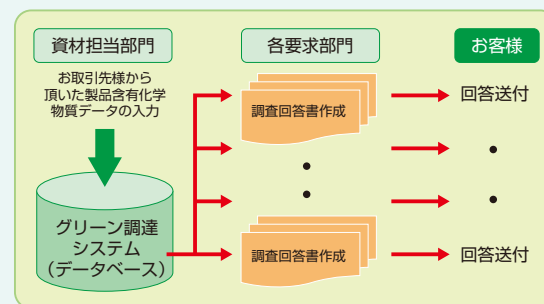 資材担当部門
各要求部門
お客様
お取引先様から
頂いた製品含有化学
物質データの入力
調査回答書作成
回答送付
グリーン調達
システム
（データベース）
調査回答書作成
回答送付